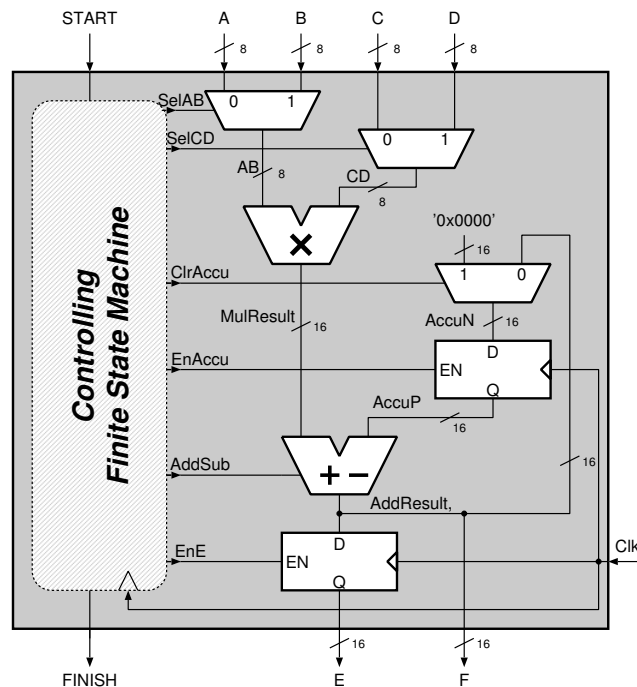 START
A
B
C
D
8
8
8
8
SelAB
0
1
SelCD
0
1
AB
8
CD
8
×
'0x0000'
16
ClrAccu
1
0
MulResult
16
AccuN
16
Controlling
Finite State Machine
EnAccu
D
EN
Q
AccuP
16
AddSub
+ −
16
AddResult,
EnE
D
EN
Q
Clk
16
16
FINISH
E
F